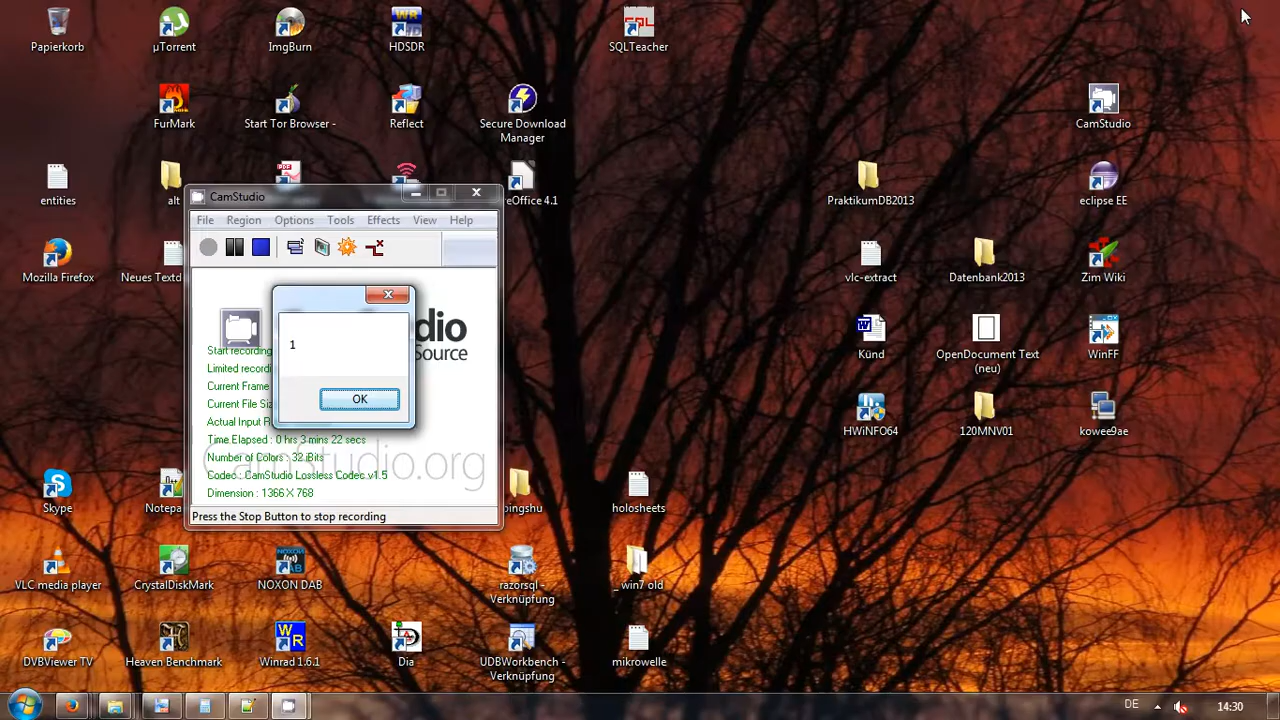 Papierkorb
µTorrent
ImgBurn
HDSDR
SQLTeacher
FurMark
Start Tor Browser -
Reflect
Secure Download
Manager
CamStudio
entities
alt
eOffice 4.1
PraktikumDB2013
eclipse EE
CamStudio
File Region Options Tools Effects View Help
Mozilla Firefox
Neues Textd
vlc-extract
Datenbank2013
Zim Wiki
dio
Source
1
OK
Start recording
Limited recordi
Current Frame
Current File Siz
Actual Input R
Time Elapsed : 0 hrs 3 mins 22 secs
Number of Colors : 32 Bits
Codec : CamStudio Lossless Codec v1.5
Dimension : 1366 X 768
CamStudio.org
Press the Stop Button to stop recording
Künd
OpenDocument Text
(neu)
WinFF
HWiNFO64
120MNV01
kowee9ae
Skype
Notepa
pingshu
holosheets
VLC media player
CrystalDiskMark
NOXON DAB
razorsql -
Verknüpfung
_win7 old
DVBViewer TV
Heaven Benchmark
Winrad 1.6.1
Dia
UDBWorkbench -
Verknüpfung
mikrowelle
DE
14:30